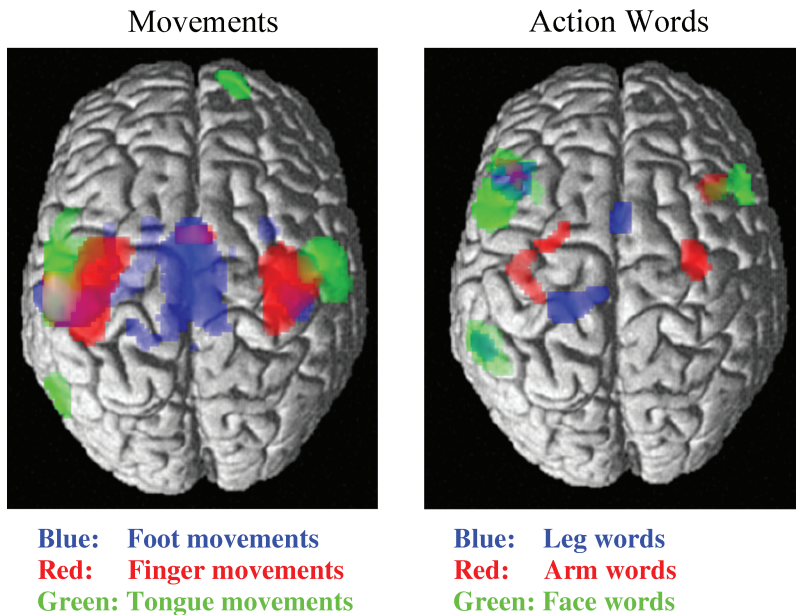 Movements
Action Words
Blue: Foot movements
Red: Finger movements
Green: Tongue movements
Blue: Leg words
Red: Arm words
Green: Face words